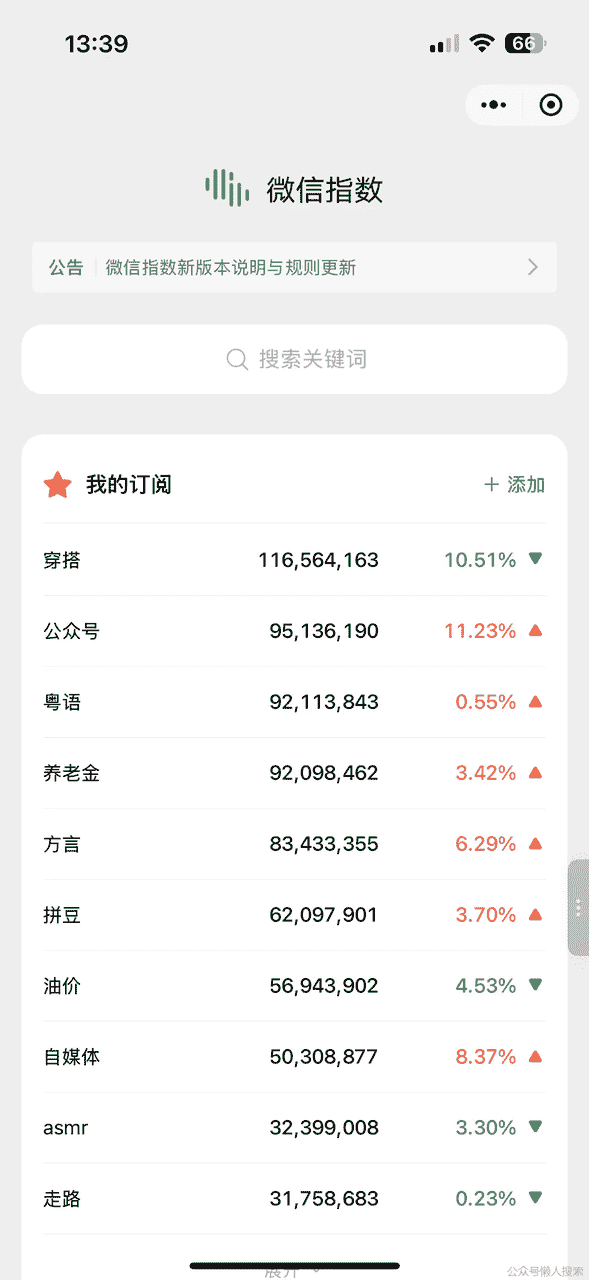 13:39 66
微信指数
公告 微信指数新版本说明与规则更新
搜索关键词
我的订阅 + 添加
穿搭 116,564,163 10.51% ▼
公众号 95,136,190 11.23% ▲
粤语 92,113,843 0.55% ▲
养老金 92,098,462 3.42% ▲
方言 83,433,355 6.29% ▲
拼豆 62,097,901 3.70% ▲
油价 56,943,902 4.53% ▼
自媒体 50,308,877 8.37% ▲
asmr 32,399,008 3.30% ▼
走路 31,758,683 0.23% ▼
展开
公众号懒人搜索